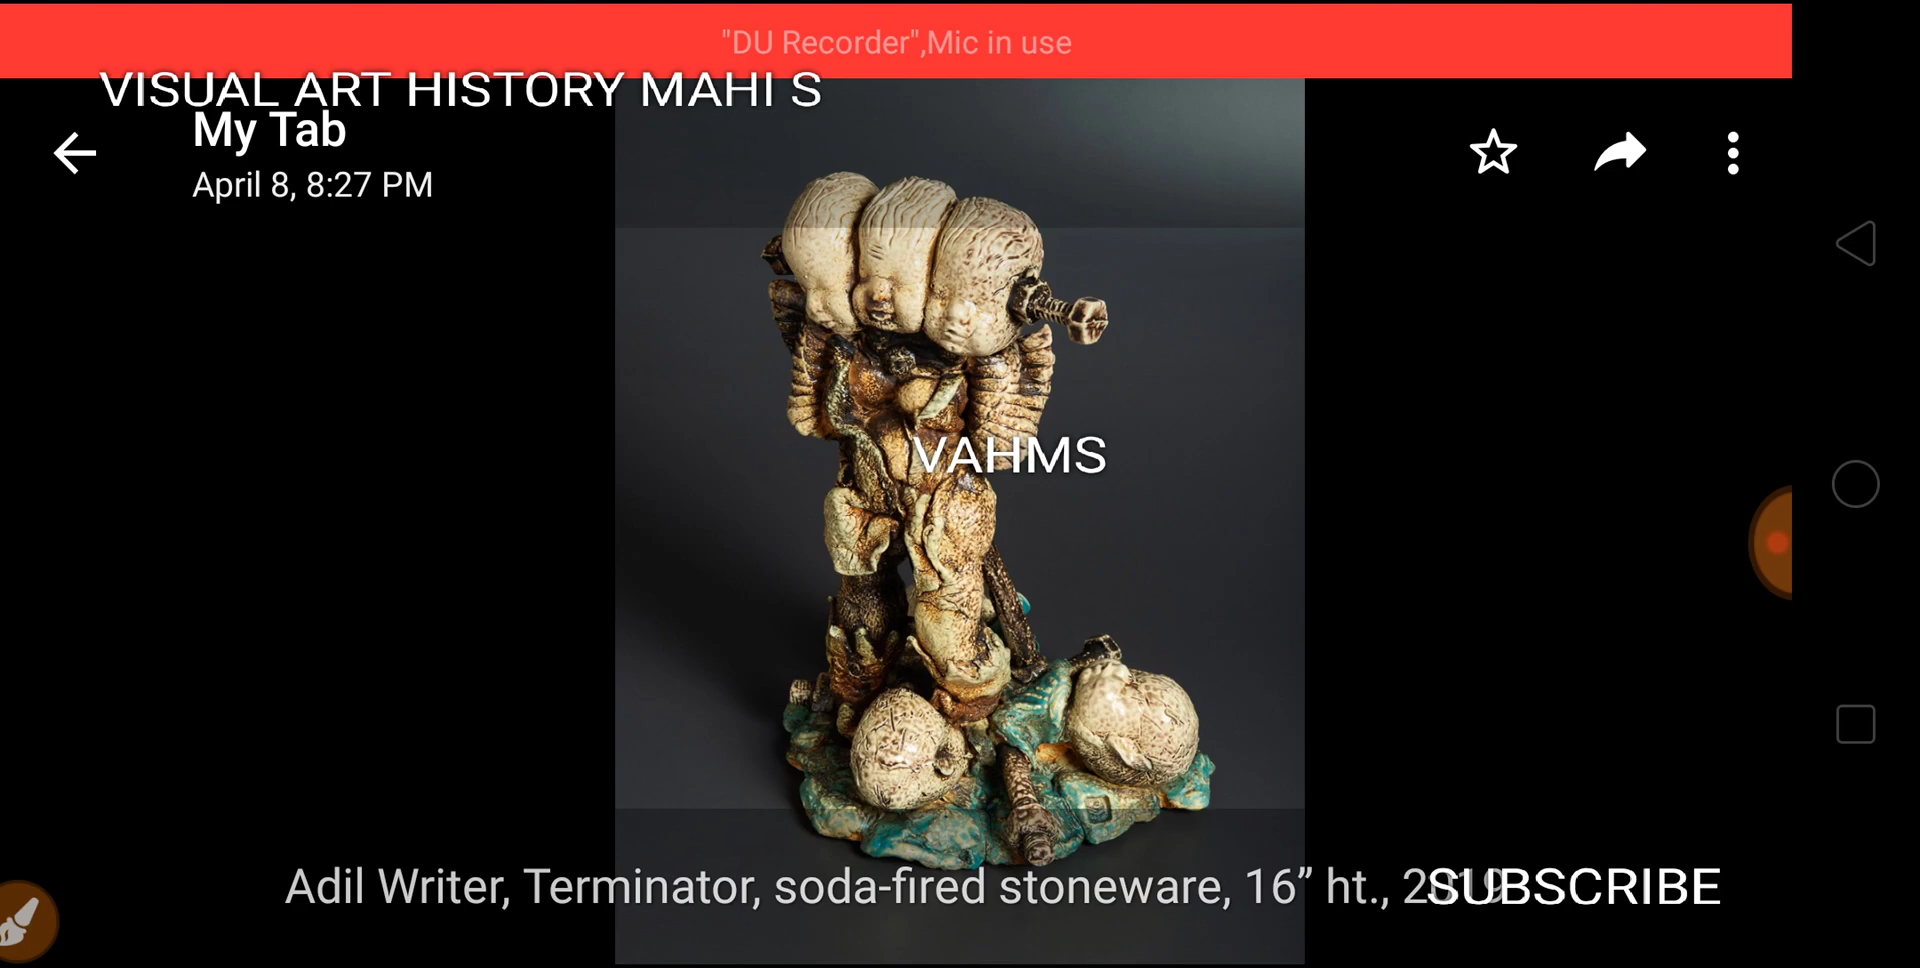 "DU Recorder",Mic in use
VISUAL ART HISTORY MAHI S
My Tab
April 8, 8:27 PM
VAHMS
Adil Writer, Terminator, soda-fired stoneware, 16” ht., 2019
SUBSCRIBE